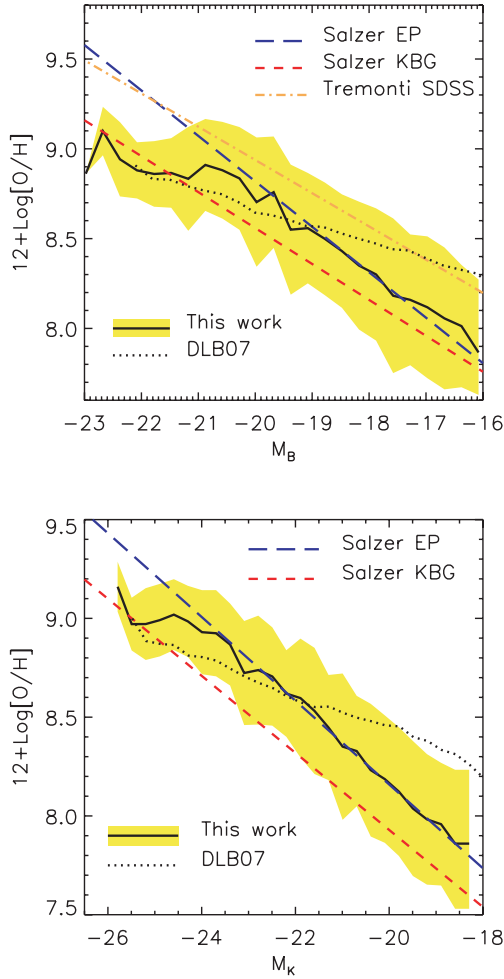 Salzer EP
Salzer KBG
Tremonti SDSS
9.5
9.0
8.5
8.0
12+Log[O/H]
This work
DLB07
-23 -22 -21 -20 -19 -18 -17 -16
M_B
Salzer EP
Salzer KBG
9.5
9.0
8.5
8.0
7.5
12+Log[O/H]
This work
DLB07
-26 -24 -22 -20 -18
M_K